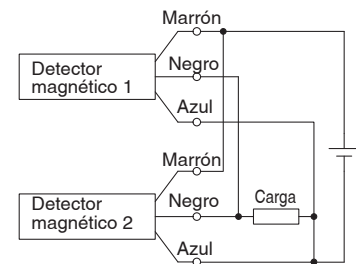 Marrón
Detector
magnético 1
Negro
Azul
Marrón
Detector
magnético 2
Negro
Carga
Azul